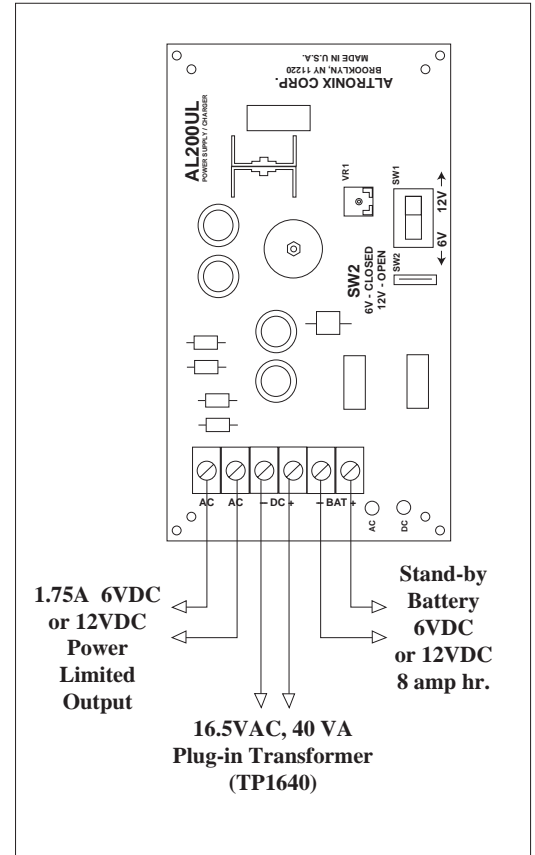 MADE IN U.S.A.
BROOKLYN, NY 11220
ALTRONIX CORP.
AL200UL
POWER SUPPLY / CHARGER
VR1
SW1
6V 12V
SW2
SW2
6V - CLOSED
12V - OPEN
AC AC – DC + – BAT +
AC
DC
1.75A 6VDC
or 12VDC
Power
Limited
Output
16.5VAC, 40 VA
Plug-in Transformer
(TP1640)
Stand-by
Battery
6VDC
or 12VDC
8 amp hr.